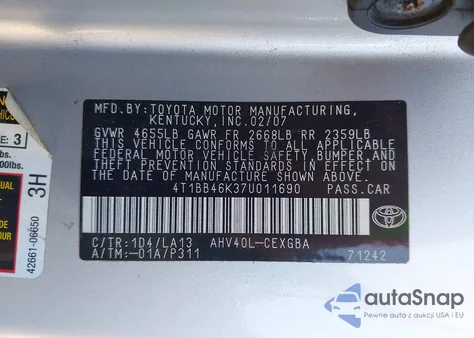 MFD. BY:TOYOTA MOTOR MANUFACTURING,
KENTUCKY, INC.02/07
GVWR 4655LB GAWR FR 2668LB RR 2359LB
THIS VEHICLE CONFORMS TO ALL APPLICABLE
FEDERAL MOTOR VEHICLE SAFETY, BUMPER, AND
THEFT PREVENTION STANDARDS IN EFFECT ON
THE DATE OF MANUFACTURE SHOWN ABOVE.
4T1BB46K37U011690 PASS.CAR
C/TR:1D4/LA13 AHV40L-CEXGBA
A/TM:-01A/P311 71242
TOYOTA
3
3H
42661-06650
autoSnap
Pewne auta z USA i EU